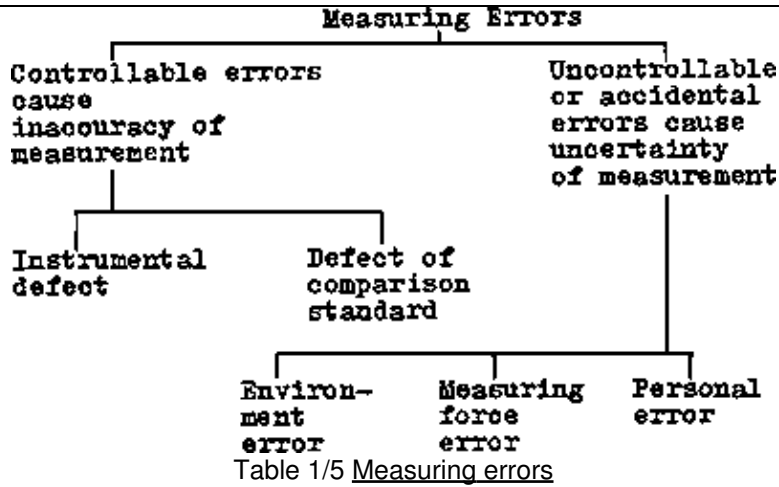 Measuring Errors
Controllable errors
cause
inaccuracy of
measurement
Uncontrollable
or accidental
errors cause
uncertainty
of measurement
Instrumental
defect
Defect of
comparison
standard
Environ-
ment
error
Measuring
force
error
Personal
error
Table 1/5 Measuring errors